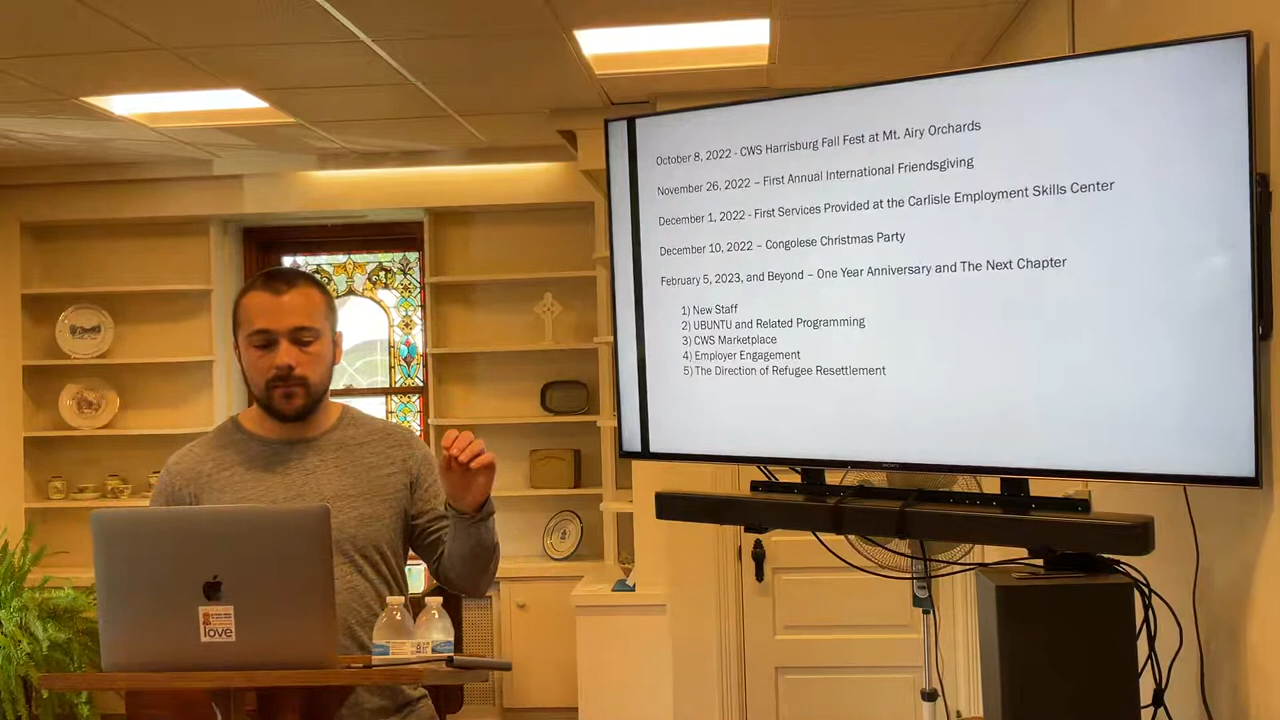 October 8, 2022 - CWS Harrisburg Fall Fest at Mt. Airy Orchards
November 26, 2022 – First Annual International Friendsgiving
December 1, 2022 - First Services Provided at the Carlisle Employment Skills Center
December 10, 2022 – Congolese Christmas Party
February 5, 2023, and Beyond – One Year Anniversary and The Next Chapter
1) New Staff
2) UBUNTU and Related Programming
3) CWS Marketplace
4) Employer Engagement
5) The Direction of Refugee Resettlement
SONY
love